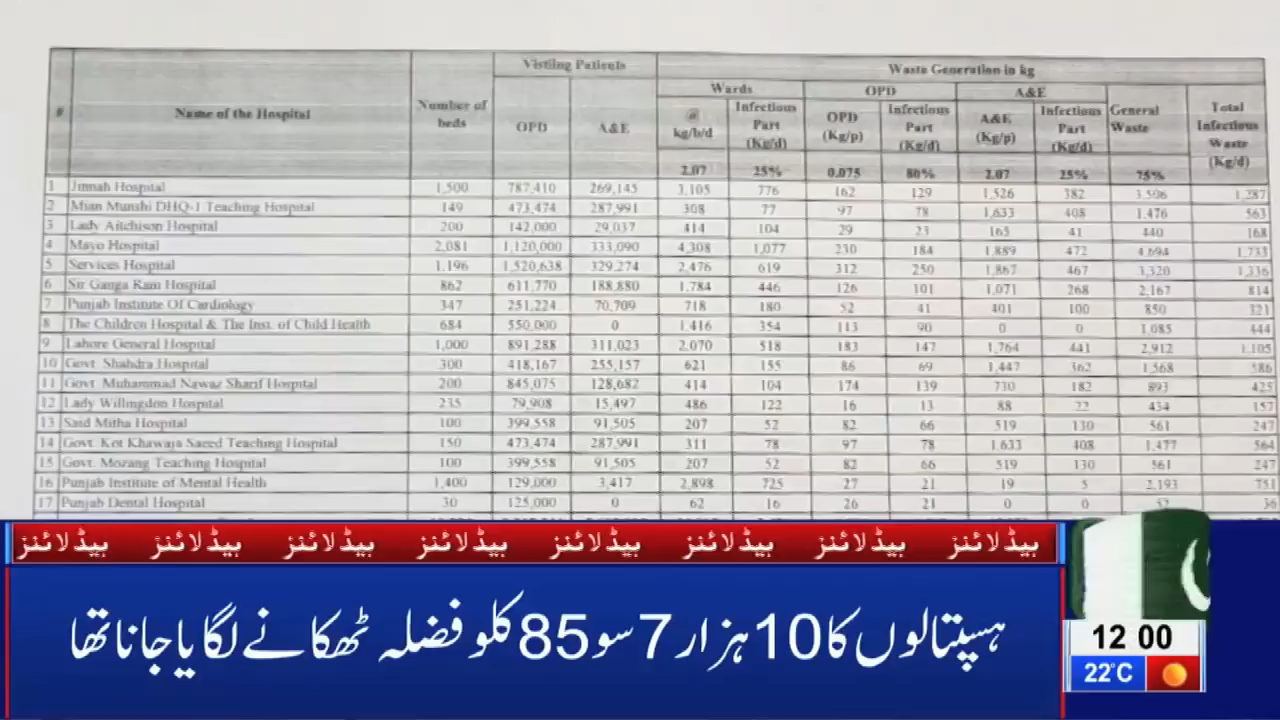 Visiting Patients Waste Generation in kg
Wards OPD A&E
# Name of the Hospital Number of beds OPD A&E @ kg/b/d Infectious Part (Kg/d) OPD (Kg/p) Infectious Part (Kg/d) A&E (Kg/p) Infectious Part (Kg/d) General Waste Total Infectious Waste (Kg/d)
2.07 25% 0.075 80% 2.07 25% 75%
1 Jinnah Hospital 1,500 787,410 269,145 3,105 776 162 129 1,526 382 3,506 1,287
2 Mian Munshi DHQ-1 Teaching Hospital 149 473,474 287,991 308 77 97 78 1,633 408 1,476 563
3 Lady Aitchison Hospital 200 142,000 29,037 414 104 29 23 165 41 440 168
4 Mayo Hospital 2,081 1,120,000 333,090 4,308 1,077 230 184 1,889 472 4,694 1,733
5 Services Hospital 1,196 1,520,638 329,274 2,476 619 312 250 1,867 467 3,320 1,336
6 Sir Ganga Ram Hospital 862 611,770 188,880 1,784 446 126 101 1,071 268 2,167 814
7 Punjab Institute Of Cardiology 347 251,224 70,709 718 180 52 41 401 100 850 321
8 The Children Hospital & The Inst. of Child Health 684 550,000 0 1,416 354 113 90 0 0 1,085 444
9 Lahore General Hospital 1,000 891,288 311,023 2,070 518 183 147 1,764 441 2,912 1,105
10 Govt. Shahdra Hospital 300 418,167 255,157 621 155 86 69 1,447 362 1,568 586
11 Govt. Muhammad Nawaz Sharif Hospital 200 845,075 128,682 414 104 174 139 730 182 893 425
12 Lady Willingdon Hospital 235 79,908 15,497 486 122 16 13 88 22 434 157
13 Said Mitha Hospital 100 399,558 91,505 207 52 82 66 519 130 561 247
14 Govt. Kot Khawaja Saeed Teaching Hospital 150 473,474 287,991 311 78 97 78 1,633 408 1,477 564
15 Govt. Mozang Teaching Hospital 100 399,558 91,505 207 52 82 66 519 130 561 247
16 Punjab Institute of Mental Health 1,400 129,000 3,417 2,898 725 27 21 19 5 2,193 751
17 Punjab Dental Hospital 30 125,000 0 62 16 26 21 0 0 52 36
ہیڈلائنز ہیڈلائنز ہیڈلائنز ہیڈلائنز ہیڈلائنز ہیڈلائنز ہیڈلائنز ہیڈلائنز
ہسپتالوں کا 10 ہزار 7 سو 85 کلو فضلہ ٹھکانے لگایا جانا تھا
12 00
22°C